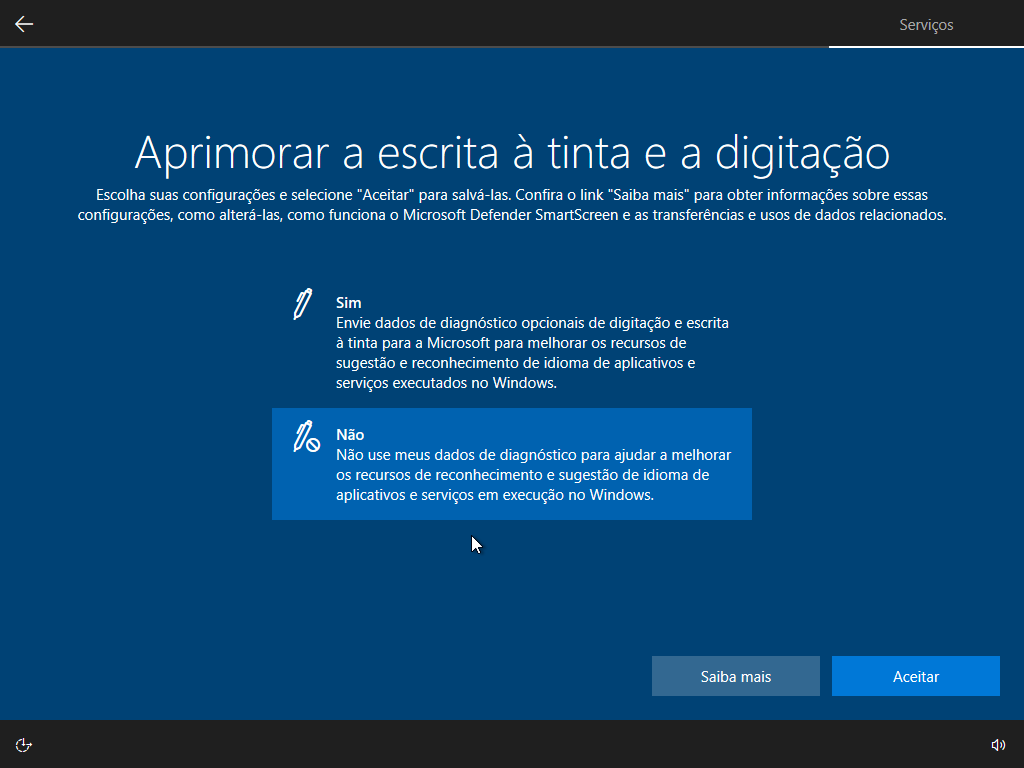 Serviços
Aprimorar a escrita à tinta e a digitação
Escolha suas configurações e selecione "Aceitar" para salvá-las. Confira o link "Saiba mais" para obter informações sobre essas
configurações, como alterá-las, como funciona o Microsoft Defender SmartScreen e as transferências e usos de dados relacionados.
Sim
Envie dados de diagnóstico opcionais de digitação e escrita
à tinta para a Microsoft para melhorar os recursos de
sugestão e reconhecimento de idioma de aplicativos e
serviços executados no Windows.
Não
Não use meus dados de diagnóstico para ajudar a melhorar
os recursos de reconhecimento e sugestão de idioma de
aplicativos e serviços em execução no Windows.
Saiba mais
Aceitar